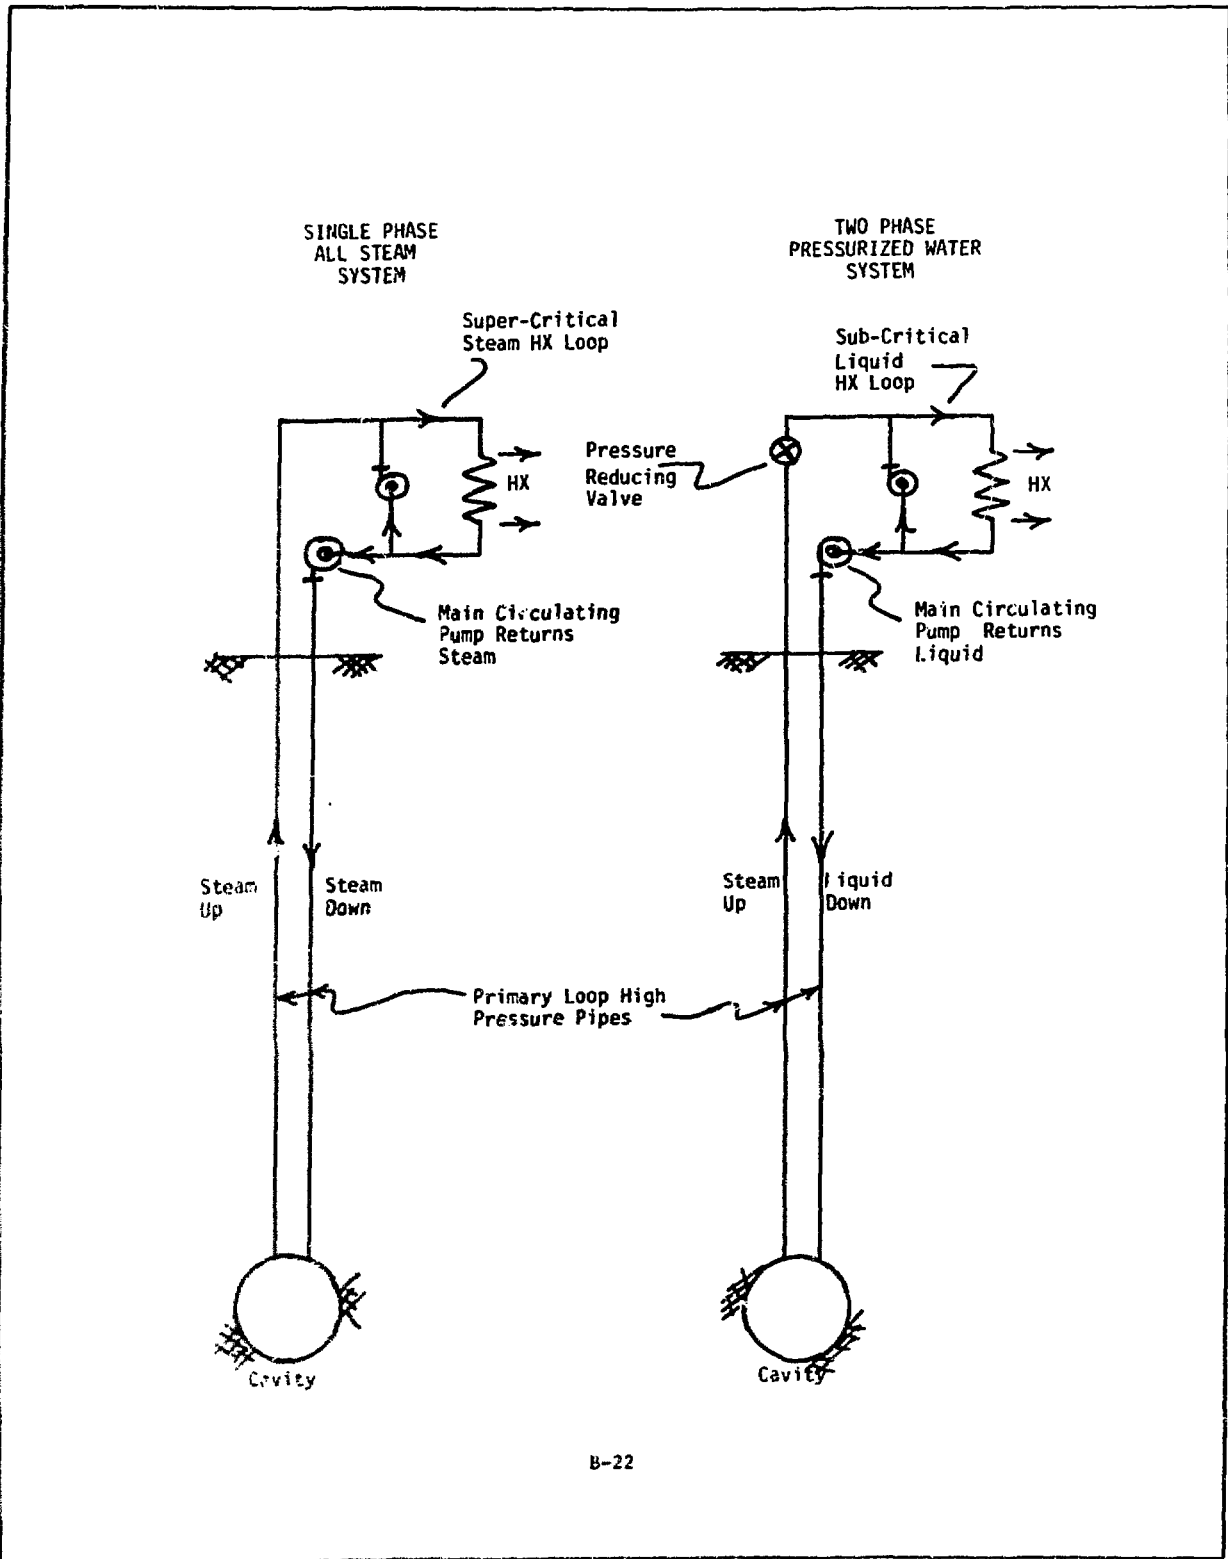 SINGLE PHASE
ALL STEAM
SYSTEM
TWO PHASE
PRESSURIZED WATER
SYSTEM
Super-Critical
Steam HX Loop
Sub-Critical
Liquid
HX Loop
Pressure
Reducing
Valve
HX
HX
Main Circulating
Pump Returns
Steam
Main Circulating
Pump Returns
Liquid
Steam
Up
Steam
Down
Steam
Up
Liquid
Down
Primary Loop High
Pressure Pipes
Cavity
Cavity
B-22